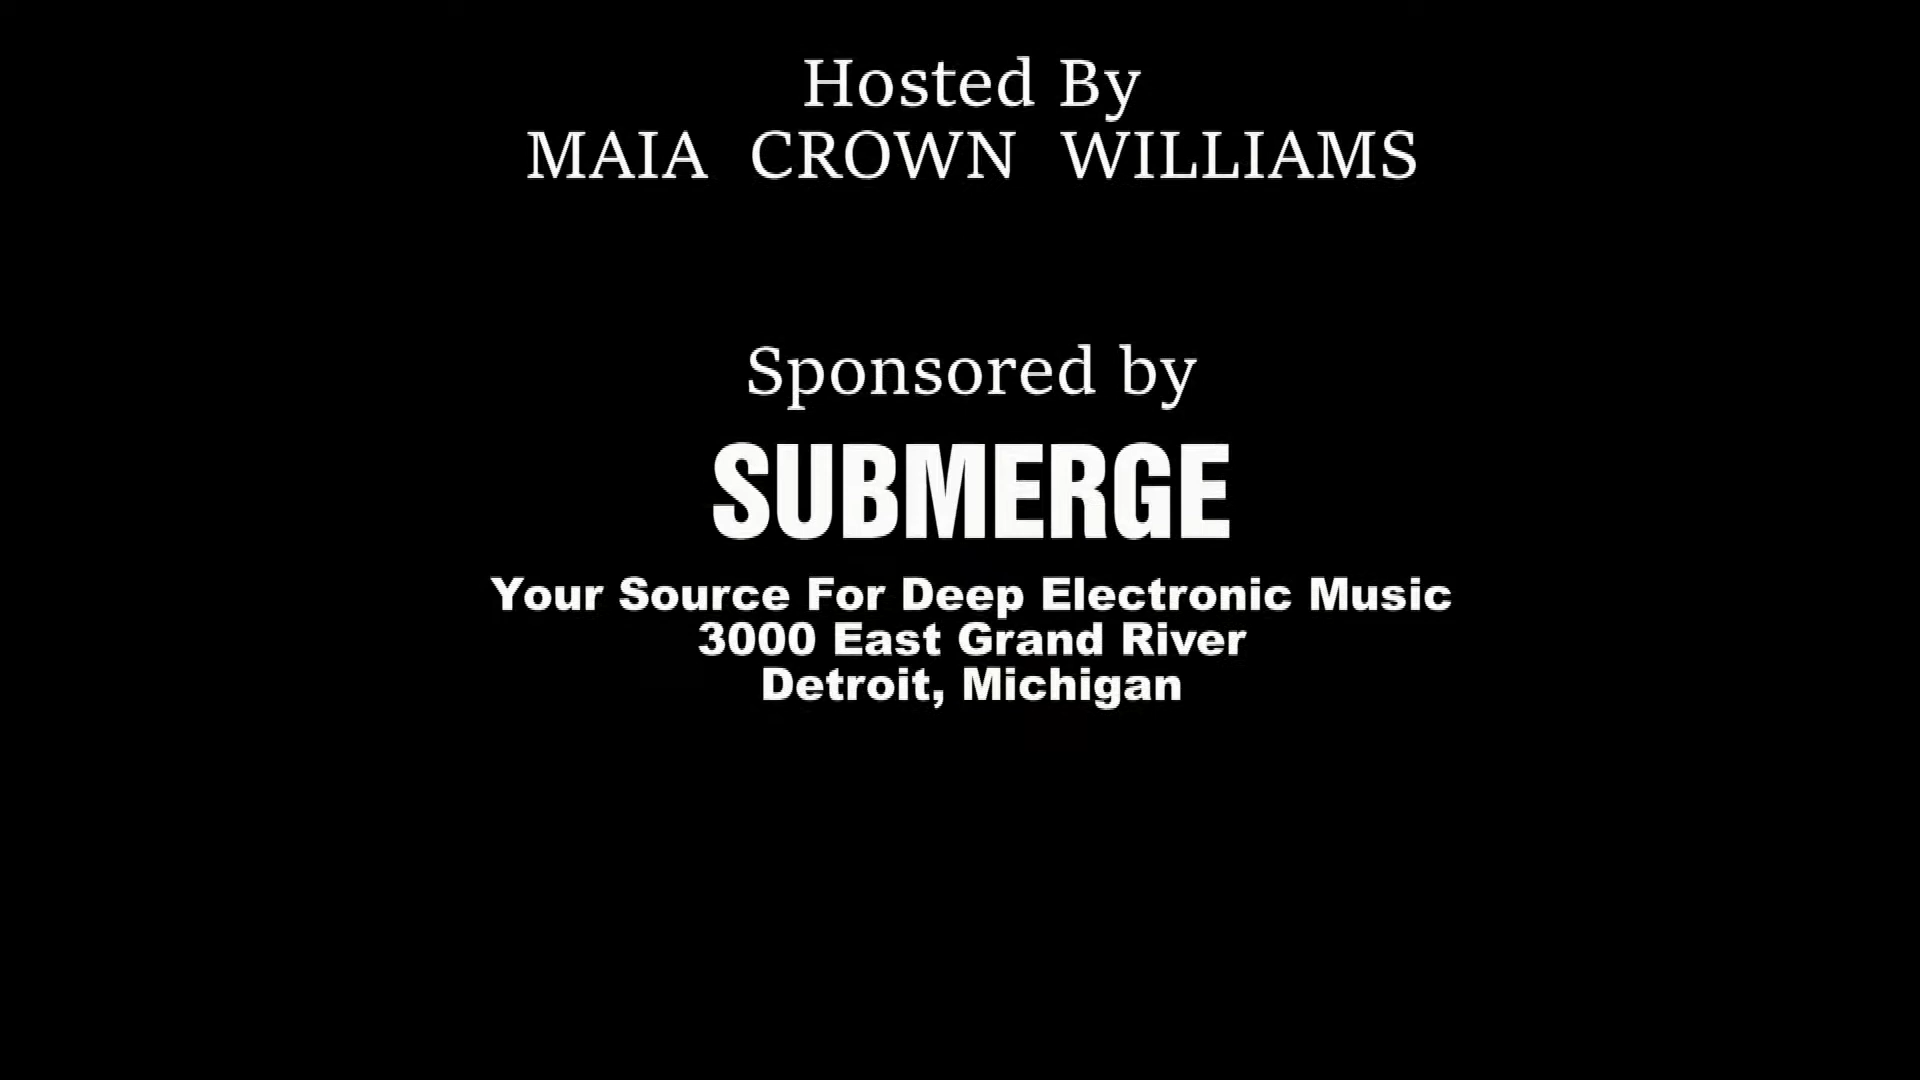 Hosted By
MAIA CROWN WILLIAMS
Sponsored by
SUBMERGE
Your Source For Deep Electronic Music
3000 East Grand River
Detroit, Michigan